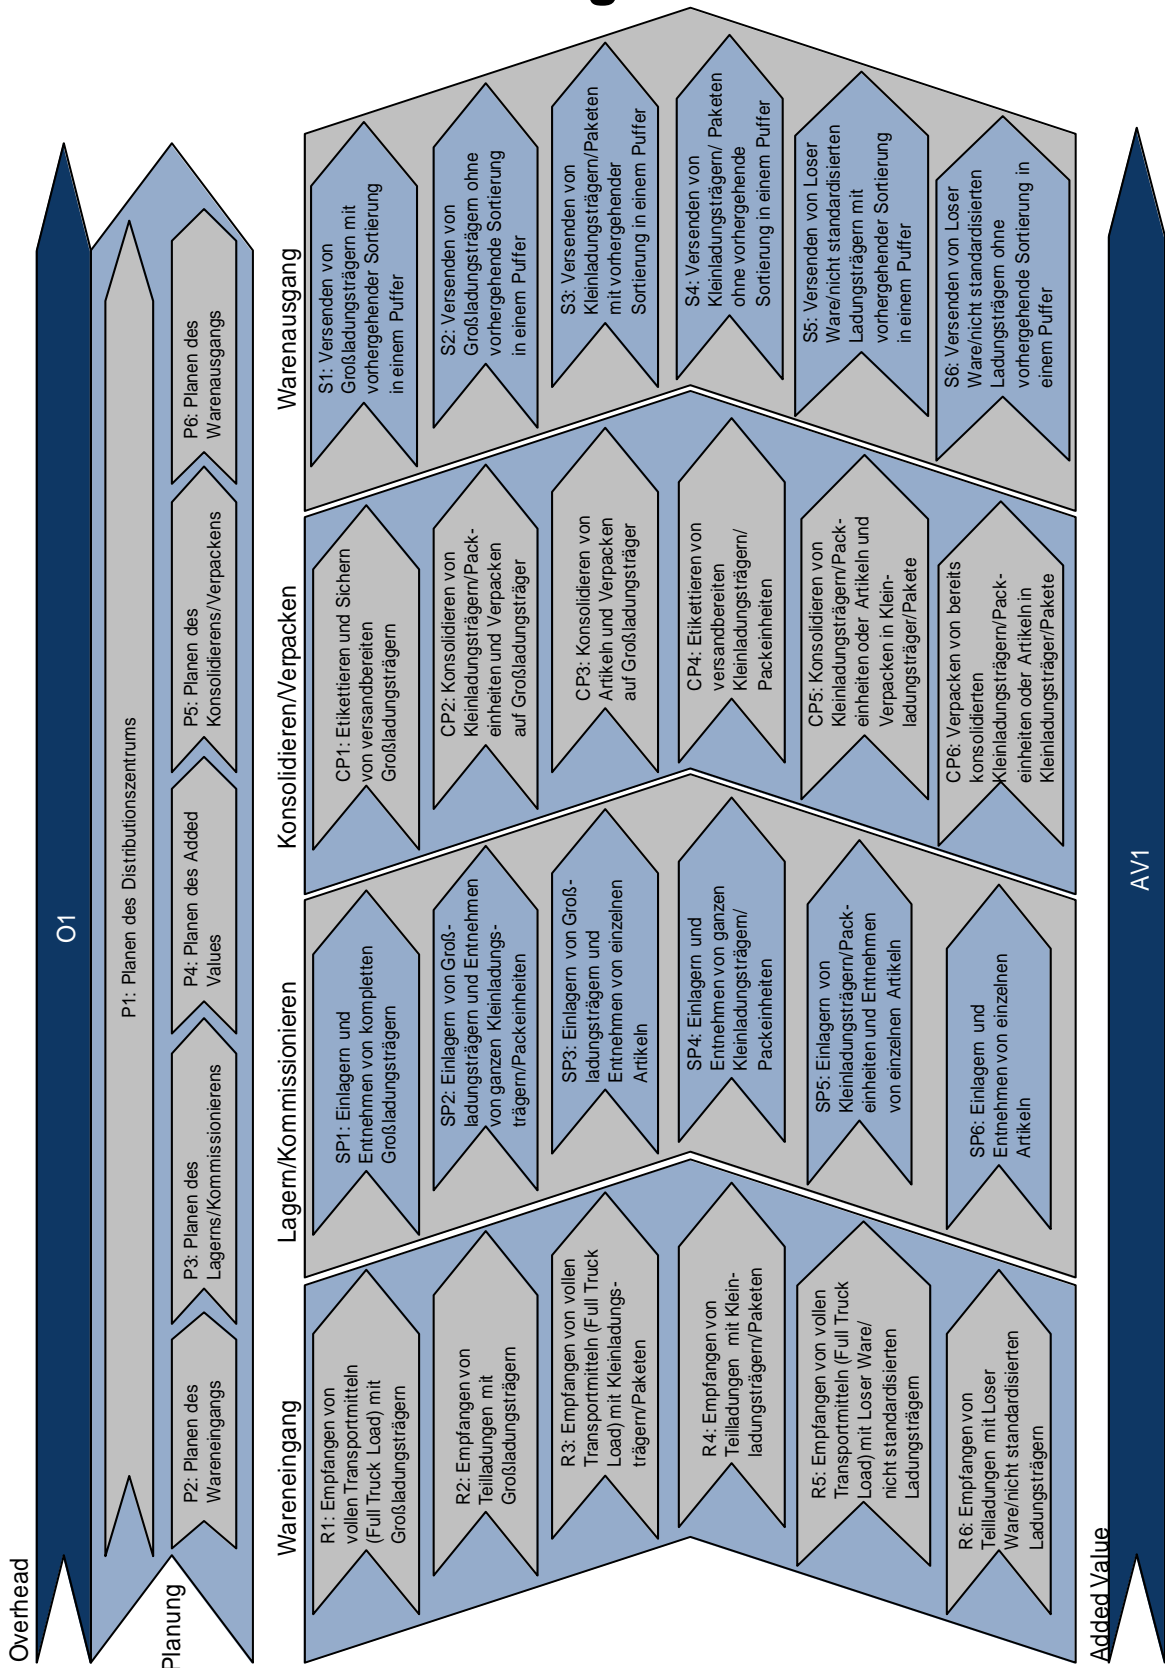 Overhead
O1
Planung
P1: Planen des Distributionszentrums
P2: Planen des
Wareneingangs
P3: Planen des
Lagerns/Kommissionierens
P4: Planen des Added
Values
P5: Planen des
Konsolidierens/Verpackens
P6: Planen des
Warenausgangs
Wareneingang
R1: Empfangen von
vollen Transportmitteln
(Full Truck Load) mit
Großladungsträgern
R2: Empfangen von
Teilladungen mit
Großladungsträgern
R3: Empfangen von vollen
Transportmitteln (Full Truck
Load) mit Kleinladungs-
trägern/Paketen
R4: Empfangen von
Teilladungen mit Klein-
ladungsträgern/Paketen
R5: Empfangen von vollen
Transportmitteln (Full Truck
Load) mit Loser Ware/
nicht standardisierten
Ladungsträgern
R6: Empfangen von
Teilladungen mit Loser
Ware/nicht standardisierten
Ladungsträgern
Lagern/Kommissionieren
SP1: Einlagern und
Entnehmen von kompletten
Großladungsträgern
SP2: Einlagern von Groß-
ladungsträgern und Entnehmen
von ganzen Kleinladungs-
trägern/Packeinheiten
SP3: Einlagern von Groß-
ladungsträgern und
Entnehmen von einzelnen
Artikeln
SP4: Einlagern und
Entnehmen von ganzen
Kleinladungsträgern/
Packeinheiten
SP5: Einlagern von
Kleinladungsträgern/Pack-
einheiten und Entnehmen
von einzelnen Artikeln
SP6: Einlagern und
Entnehmen von einzelnen
Artikeln
Konsolidieren/Verpacken
CP1: Etikettieren und Sichern
von versandbereiten
Großladungsträgern
CP2: Konsolidieren von
Kleinladungsträgern/Pack-
einheiten und Verpacken
auf Großladungsträger
CP3: Konsolidieren von
Artikeln und Verpacken
auf Großladungsträger
CP4: Etikettieren von
versandbereiten
Kleinladungsträgern/
Packeinheiten
CP5: Konsolidieren von
Kleinladungsträgern/Pack-
einheiten oder Artikeln und
Verpacken in Klein-
ladungsträger/Pakete
CP6: Verpacken von bereits
konsolidierten
Kleinladungsträgern/Pack-
einheiten oder Artikeln in
Kleinladungsträger/Pakete
Warenausgang
S1: Versenden von
Großladungsträgern mit
vorhergehender Sortierung
in einem Puffer
S2: Versenden von
Großladungsträgern ohne
vorhergehende Sortierung
in einem Puffer
S3: Versenden von
Kleinladungsträgern/Paketen
mit vorhergehender
Sortierung in einem Puffer
S4: Versenden von
Kleinladungsträgern/ Paketen
ohne vorhergehende
Sortierung in einem Puffer
S5: Versenden von Loser
Ware/nicht standardisierten
Ladungsträgern mit
vorhergehender Sortierung
in einem Puffer
S6: Versenden von Loser
Ware/nicht standardisierten
Ladungsträgern ohne
vorhergehende Sortierung in
einem Puffer
Added Value
AV1